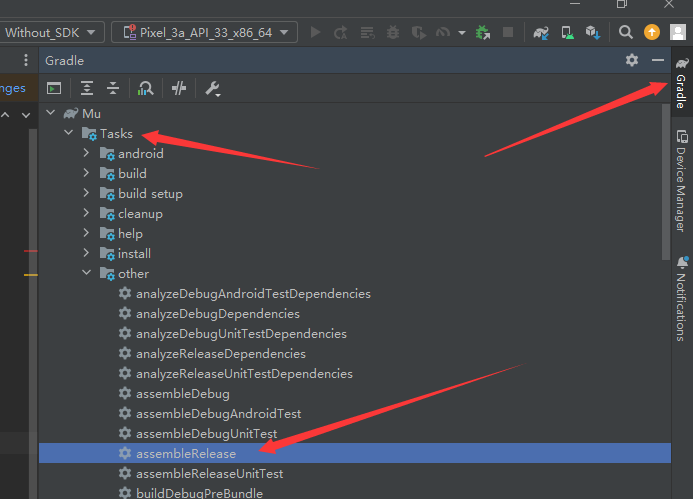 Without_SDK Pixel_3a_API_33_x86_64
Gradle
nges
Mu
Tasks
android
build
build setup
cleanup
help
install
other
analyzeDebugAndroidTestDependencies
analyzeDebugDependencies
analyzeDebugUnitTestDependencies
analyzeReleaseDependencies
analyzeReleaseUnitTestDependencies
assembleDebug
assembleDebugAndroidTest
assembleDebugUnitTest
assembleRelease
assembleReleaseUnitTest
buildDebugPreBundle
Gradle
Device Manager
Notifications